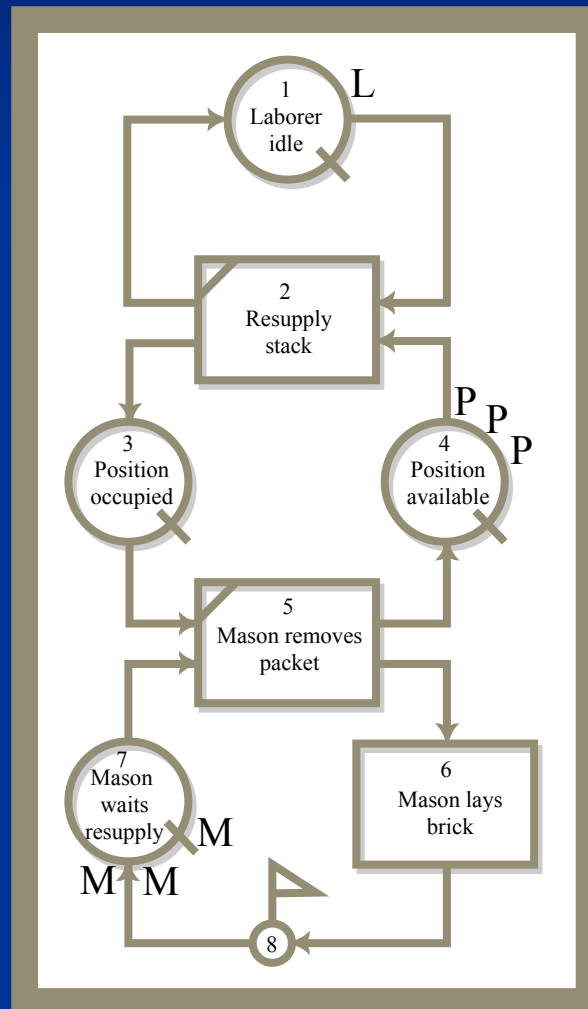 1
Laborer
idle
L
2
Resupply
stack
P
P
P
3
Position
occupied
4
Position
available
5
Mason removes
packet
7
Mason
waits
resupply
M
M M
6
Mason lays
brick
8